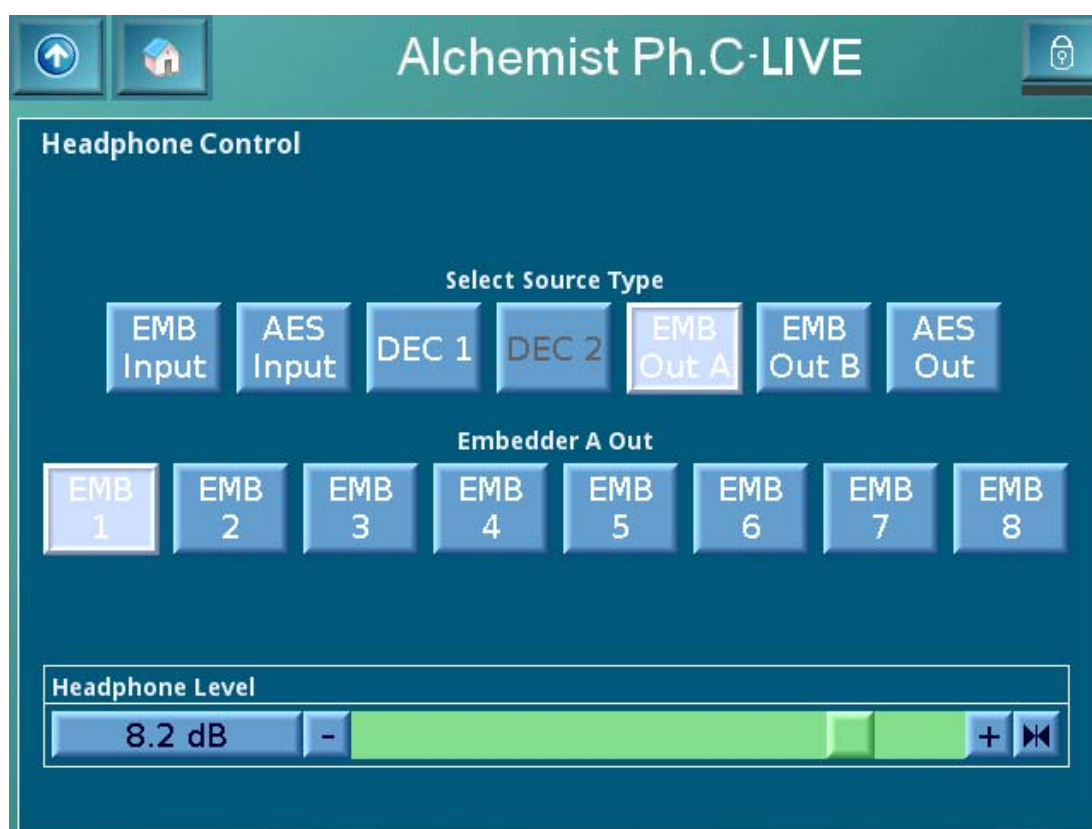 Alchemist Ph.C-LIVE
Headphone Control
Select Source Type
EMB Input
AES Input
DEC 1
DEC 2
EMB Out A
EMB Out B
AES Out
Embedder A Out
EMB 1
EMB 2
EMB 3
EMB 4
EMB 5
EMB 6
EMB 7
EMB 8
Headphone Level
8.2 dB - +